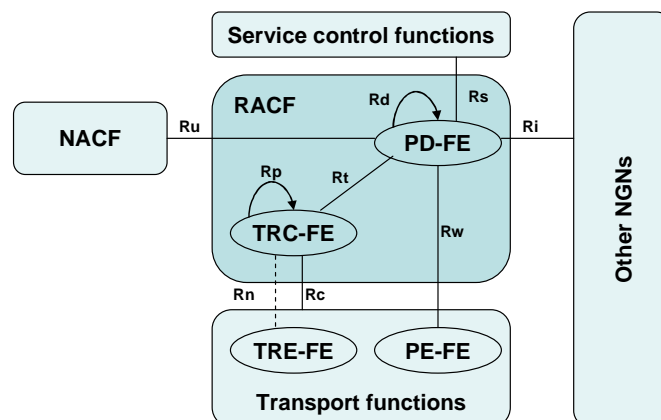 Service control functions
RACF
Rd
Rs
Ru
Ri
NACF
PD-FE
Rp
Rt
TRC-FE
Rw
Rn
Rc
TRE-FE
PE-FE
Transport functions
Other NGNs